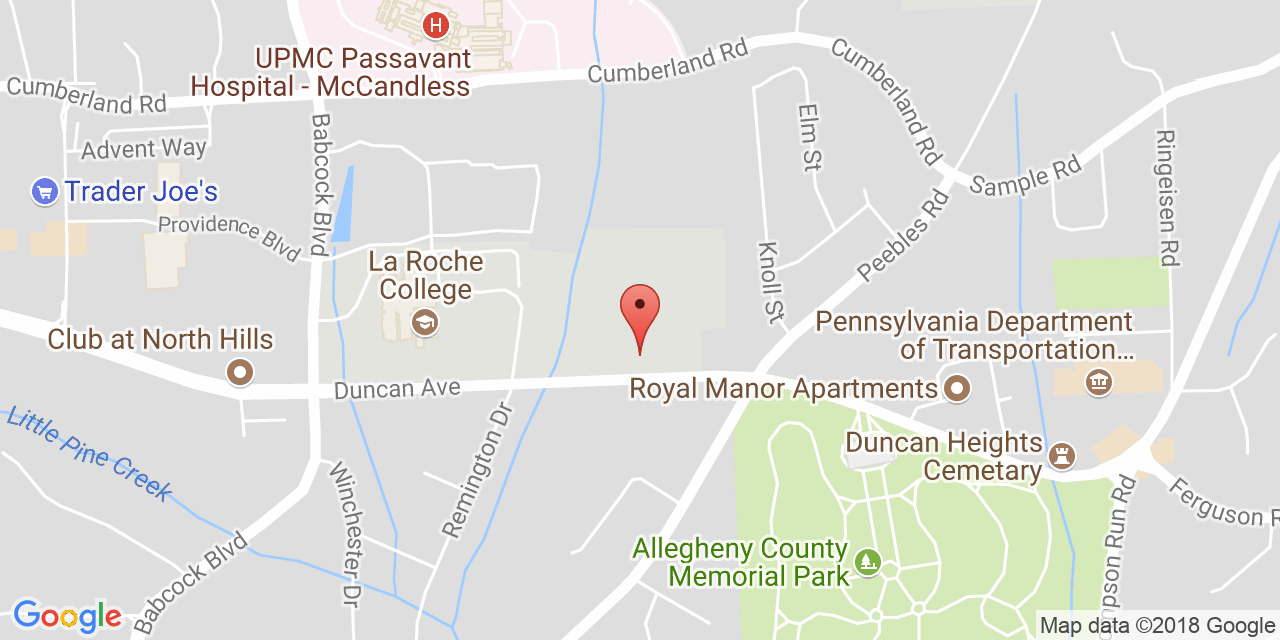 H
UPMC Passavant
Hospital - McCandless
Cumberland Rd
Cumberland Rd
Cumberland Rd
Babcock Blvd
Advent Way
Trader Joe's
Providence Blvd
Elm St
Sample Rd
Ringeisen Rd
Peebles Rd
Knoll St
La Roche
College
Club at North Hills
Pennsylvania Department
of Transportation...
Duncan Ave
Royal Manor Apartments
Little Pine Creek
Remington Dr
Duncan Heights
Cemetary
Winchester Dr
Ferguson R
mpson Run Rd
Babcock Blvd
Allegheny County
Memorial Park
Google
Map data ©2018 Google